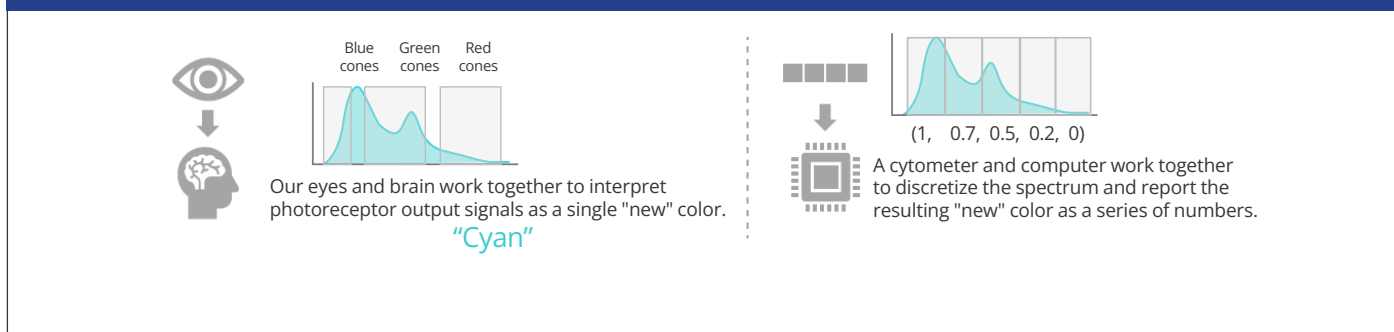 Blue cones
Green cones
Red cones
Our eyes and brain work together to interpret
photoreceptor output signals as a single "new" color.
“Cyan”
(1, 0.7, 0.5, 0.2, 0)
A cytometer and computer work together
to discretize the spectrum and report the
resulting "new" color as a series of numbers.